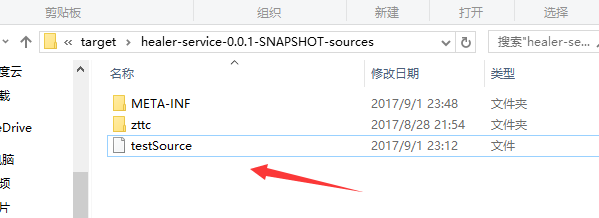 剪贴板 组织 新建 打开 选择
« target › healer-service-0.0.1-SNAPSHOT-sources
搜索"healer-se...
名称 修改日期 类型
META-INF 2017/9/1 23:48 文件夹
zttc 2017/8/28 21:54 文件夹
testSource 2017/9/1 23:12 文件
度云
载
eDrive
电脑
频
片